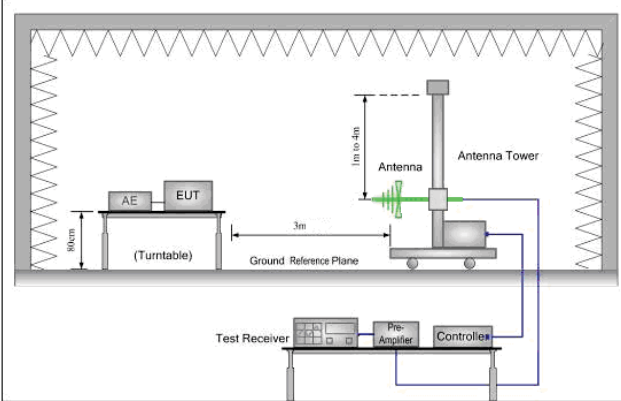 1m to 4m
Antenna
Antenna Tower
AE
EUT
80cm
(Turntable)
3m
Ground Reference Plane
Test Receiver
Pre-
Amplifier
Controller